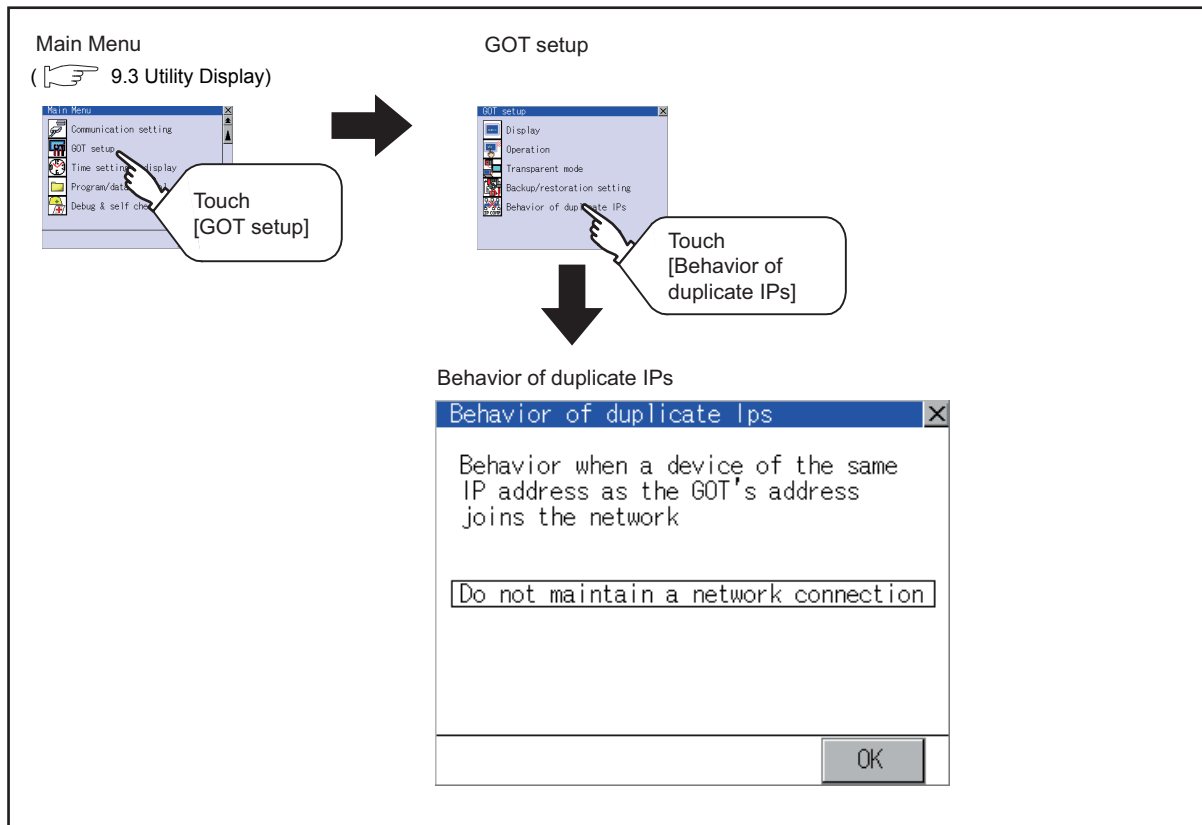 Main Menu
( 9.3 Utility Display)
Main Menu
Communication setting
GOT setup
Time setting display
Program/data
Debug & self
Touch
[GOT setup]
GOT setup
GOT setup
Display
Operation
Transparent mode
Backup/restoration setting
Behavior of duplicate IPs
Touch
[Behavior of
duplicate IPs]
Behavior of duplicate IPs
Behavior of duplicate Ips
Behavior when a device of the same
IP address as the GOT's address
joins the network
Do not maintain a network connection
OK